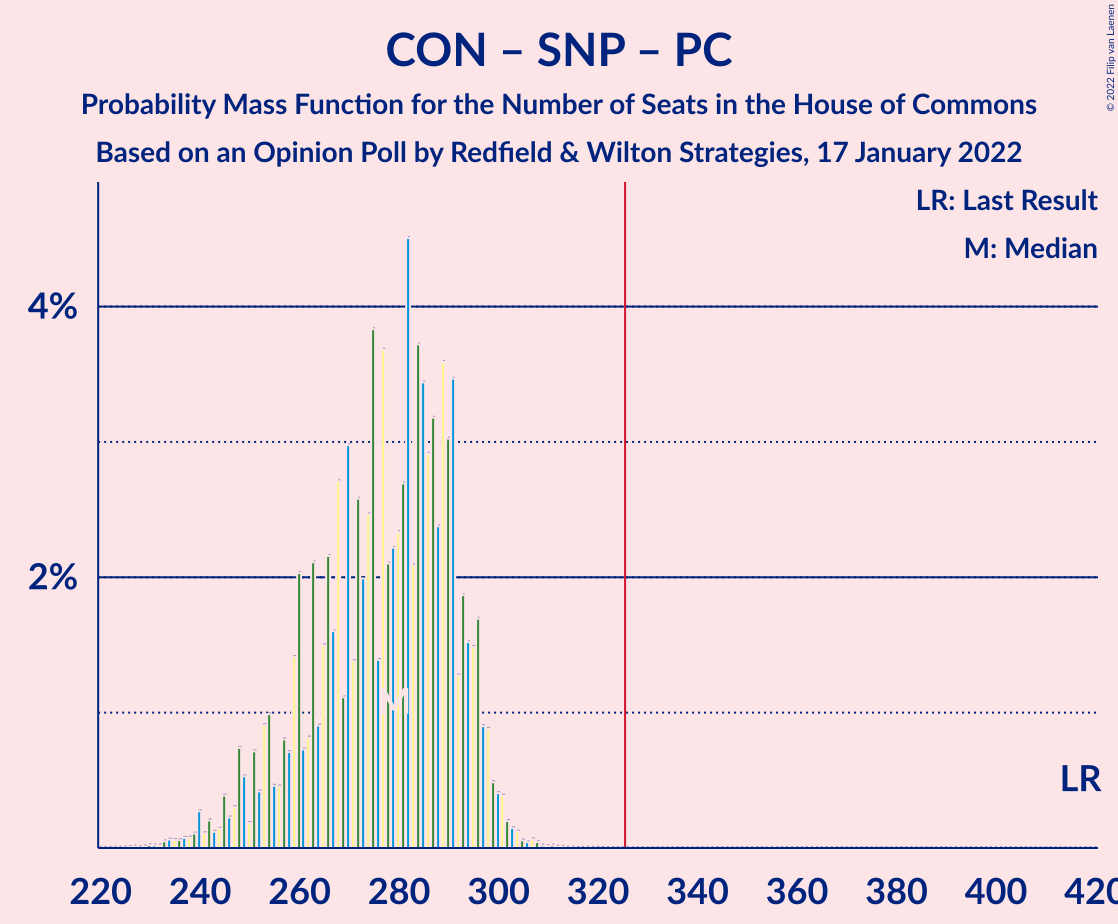 CON – SNP – PC
Probability Mass Function for the Number of Seats in the House of Commons
Based on an Opinion Poll by Redfield & Wilton Strategies, 17 January 2022
© 2022 Filip van Laenen
LR: Last Result
M: Median
4%
2%
M
LR
220 240 260 280 300 320 340 360 380 400 420